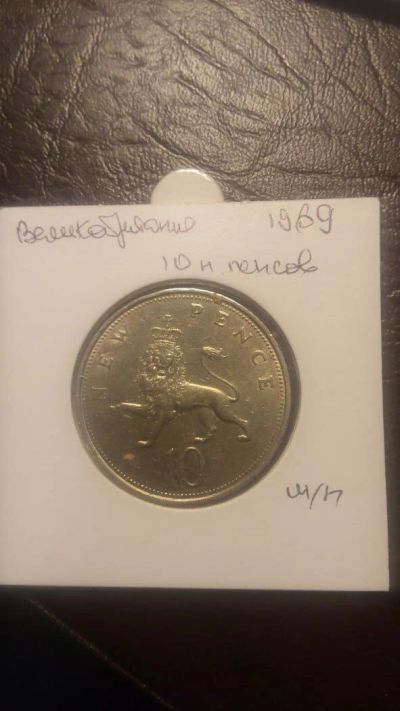 Великобритания 1969
10 н. пенсов
NEW PENCE
10
м/н